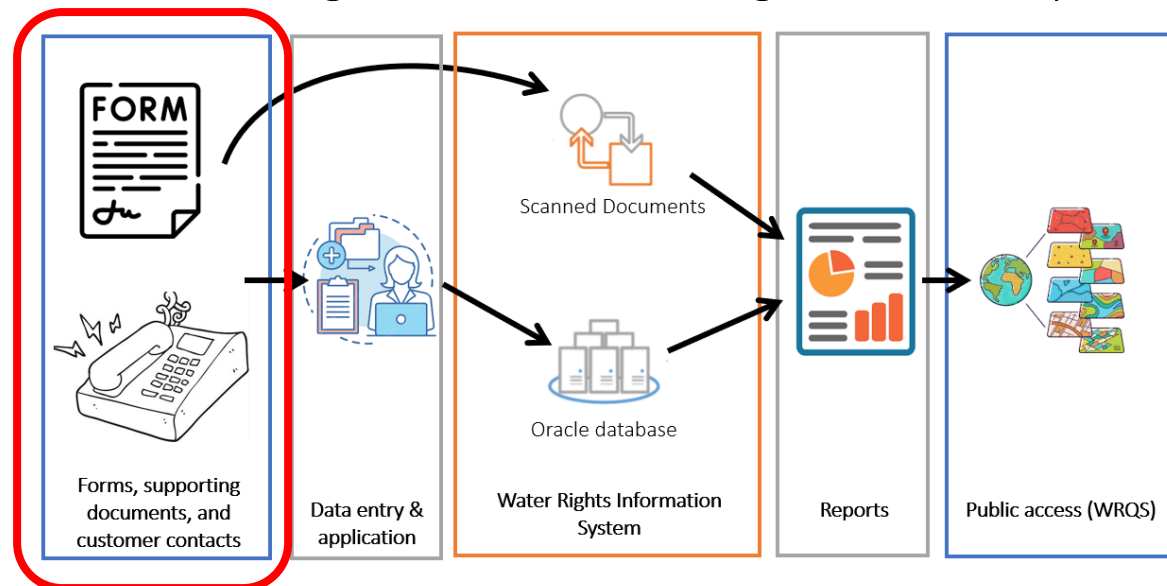 FORM
Scanned Documents
Oracle database
Forms, supporting
documents, and
customer contacts
Data entry &
application
Water Rights Information
System
Reports
Public access (WRQS)